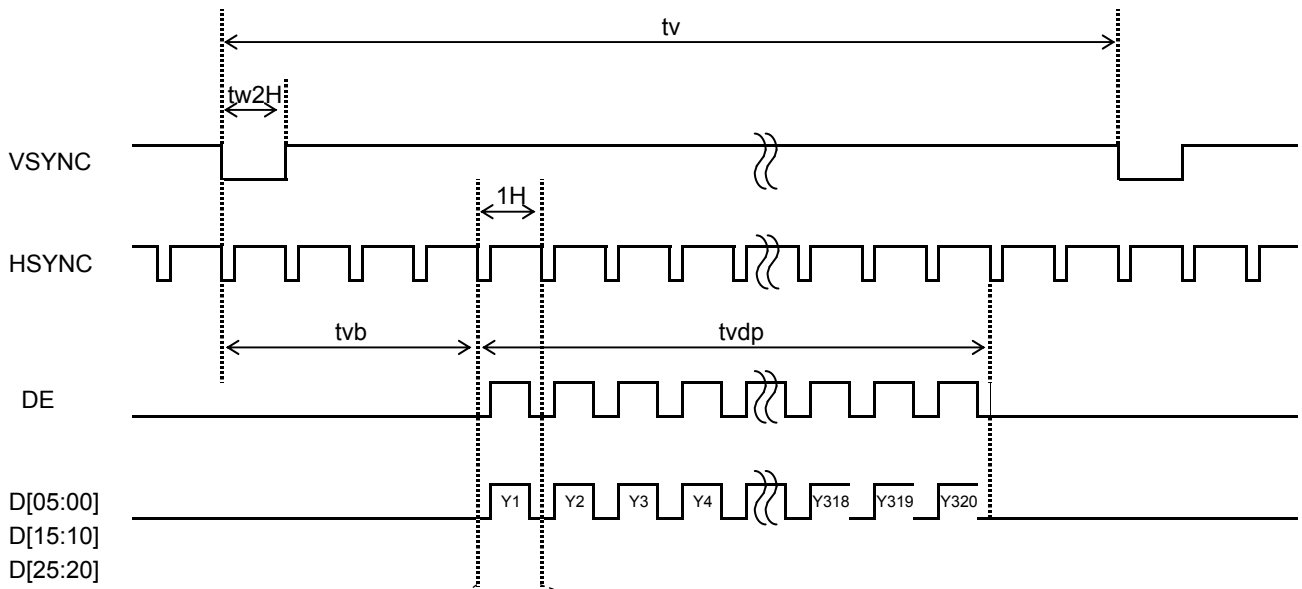 tv
tw2H
VSYNC
1H
HSYNC
tvb
tvdp
DE
D[05:00]
D[15:10]
D[25:20]
Y1
Y2
Y3
Y4
Y318
Y319
Y320